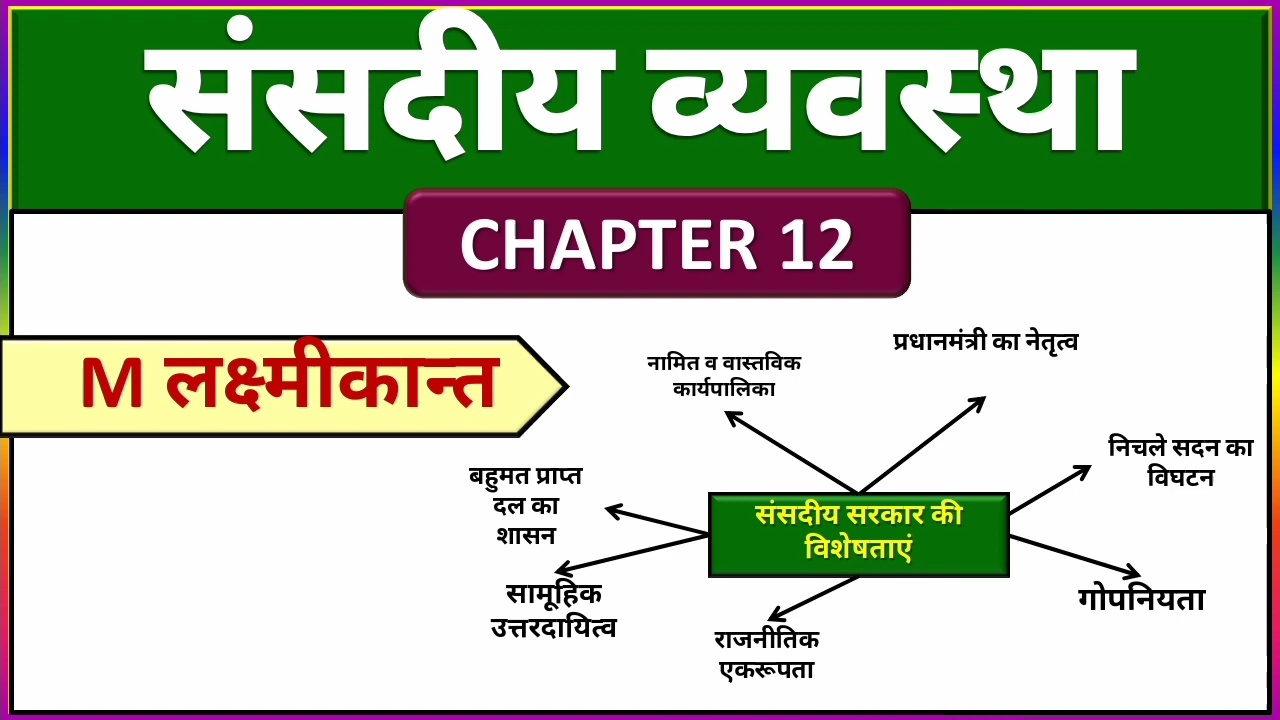 संसदीय व्यवस्था
CHAPTER 12
M लक्ष्मीकान्त
नामित व वास्तविक
कार्यपालिका
प्रधानमंत्री का नेतृत्व
निचले सदन का
विघटन
बहुमत प्राप्त
दल का
शासन
संसदीय सरकार की
विशेषताएं
सामूहिक
उत्तरदायित्व
गोपनियता
राजनीतिक
एकरूपता